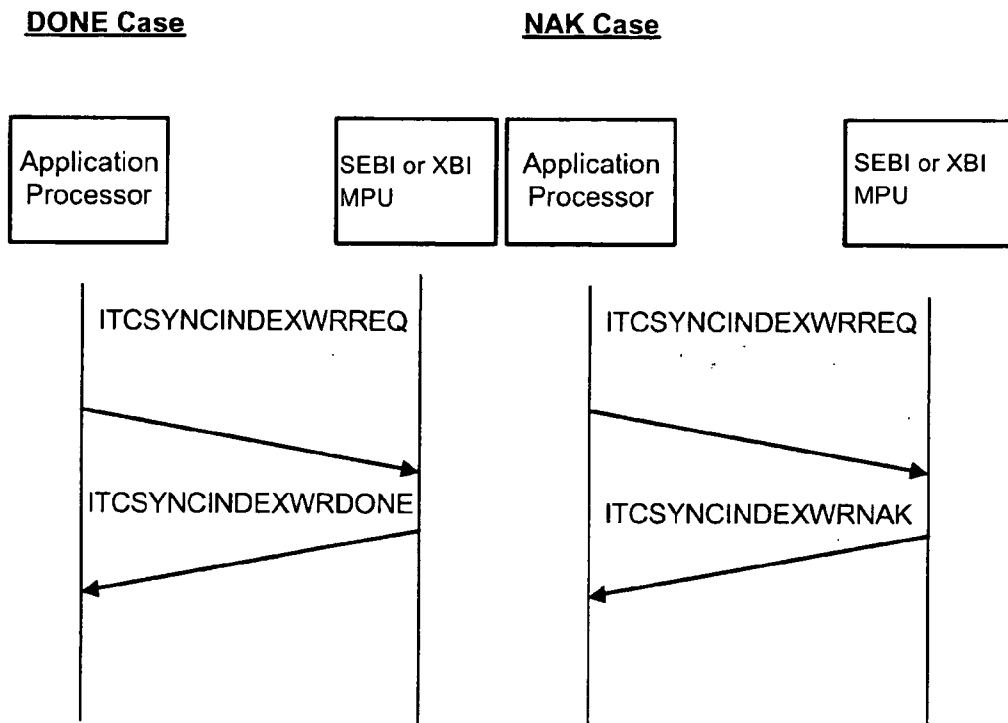 DONE Case
NAK Case
Application
Processor
SEBI or XBI
MPU
Application
Processor
SEBI or XBI
MPU
ITCSYNCINDEXWRREQ
ITCSYNCINDEXWRREQ
ITCSYNCINDEXWRDONE
ITCSYNCINDEXWRNAK